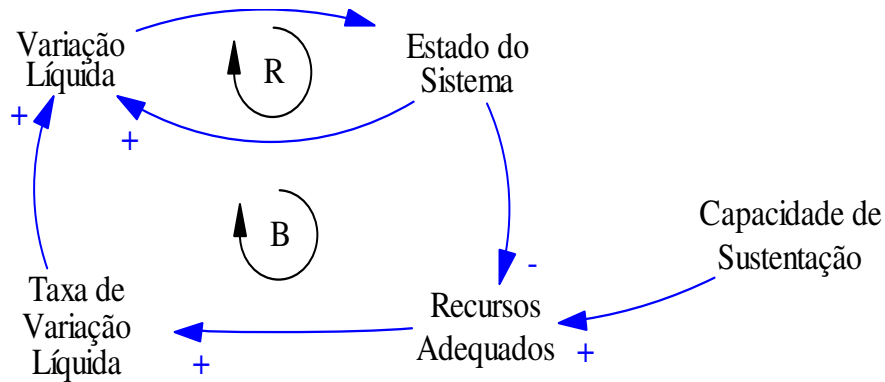 Variação
Líquida
R
Estado do
Sistema
+
+
B
Capacidade de
Sustentação
-
Taxa de
Variação
Líquida
+
Recursos
Adequados
+